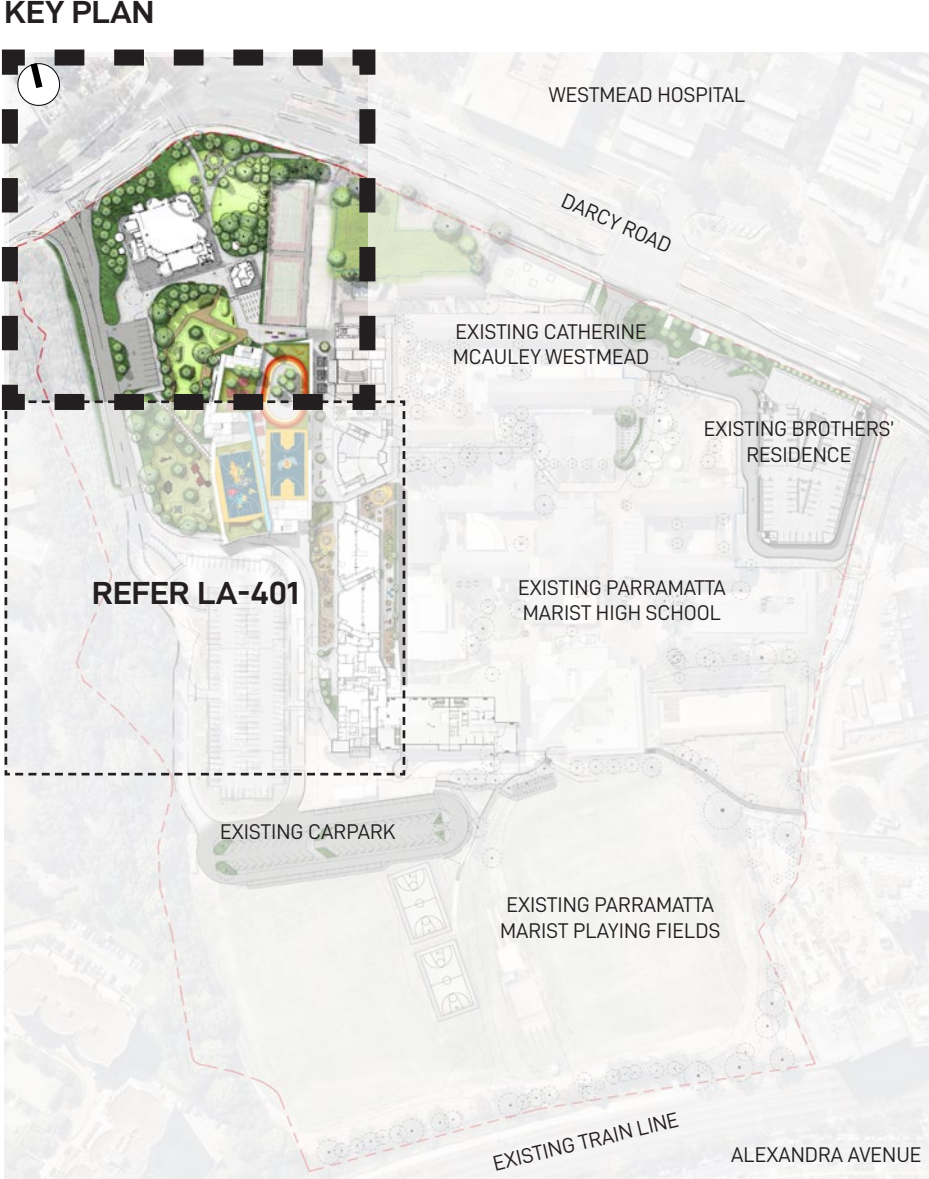 KEY PLAN
WESTMEAD HOSPITAL
DARCY ROAD
EXISTING CATHERINE
MCAULEY WESTMEAD
EXISTING BROTHERS'
RESIDENCE
REFER LA-401
EXISTING PARRAMATTA
MARIST HIGH SCHOOL
EXISTING CARPARK
EXISTING PARRAMATTA
MARIST PLAYING FIELDS
EXISTING TRAIN LINE
ALEXANDRA AVENUE